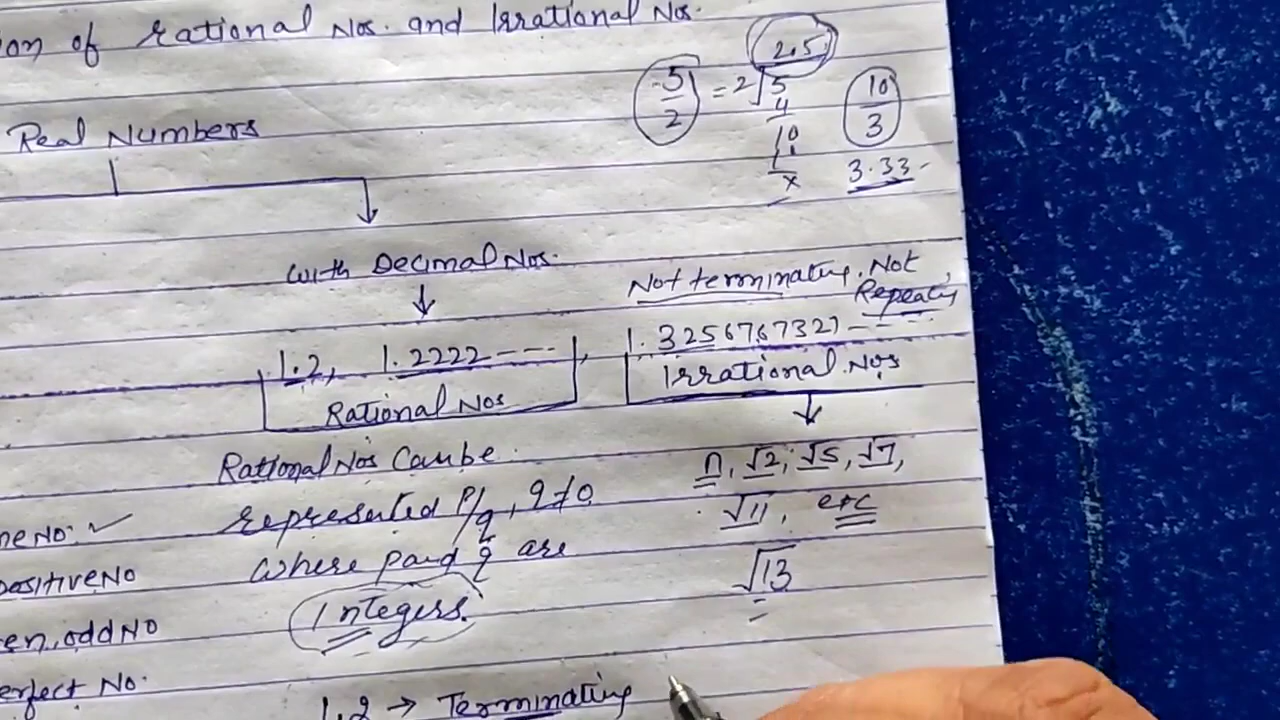 on of Rational Nos. and Irrational Nos.
Real Numbers
5/2 = 2√5
2.5
4
10
x
10/3
3.33-
with Decimal Nos.
Not terminating. Not Repeating
1.2, 1.2222----
1.3256767327----
Rational Nos
Irrational Nos
Rational Nos Can be
represented P/q, q≠0
where p and q are
Integers.
π, √2, √5, √7,
√11, etc
√13
me No. ✓
positive No
en, odd NO
erfect No.
1.2 → Terminating